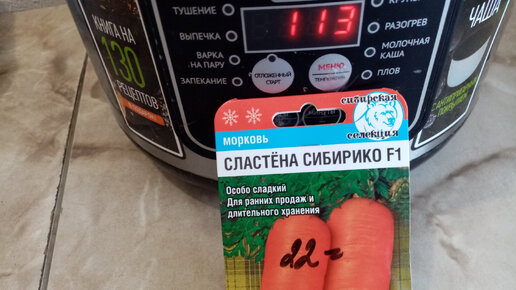 КНИГА НА
130
РЕЦЕПТОВ
ТУШЕНИЕ
ВЫПЕЧКА
ВАРКА
НА ПАРУ
ЗАПЕКАНИЕ
113
ОТЛОЖЕННЫЙ
СТАРТ
МЕНЮ
РАЗОГРЕВ
МОЛОЧНАЯ
КАША
ПЛОВ
ЧАША
сибирская
селекция
МОРКОВЬ
СЛАСТЁНА СИБИРИКО F1
Особо сладкий
Для ранних продаж и
длительного хранения
22=